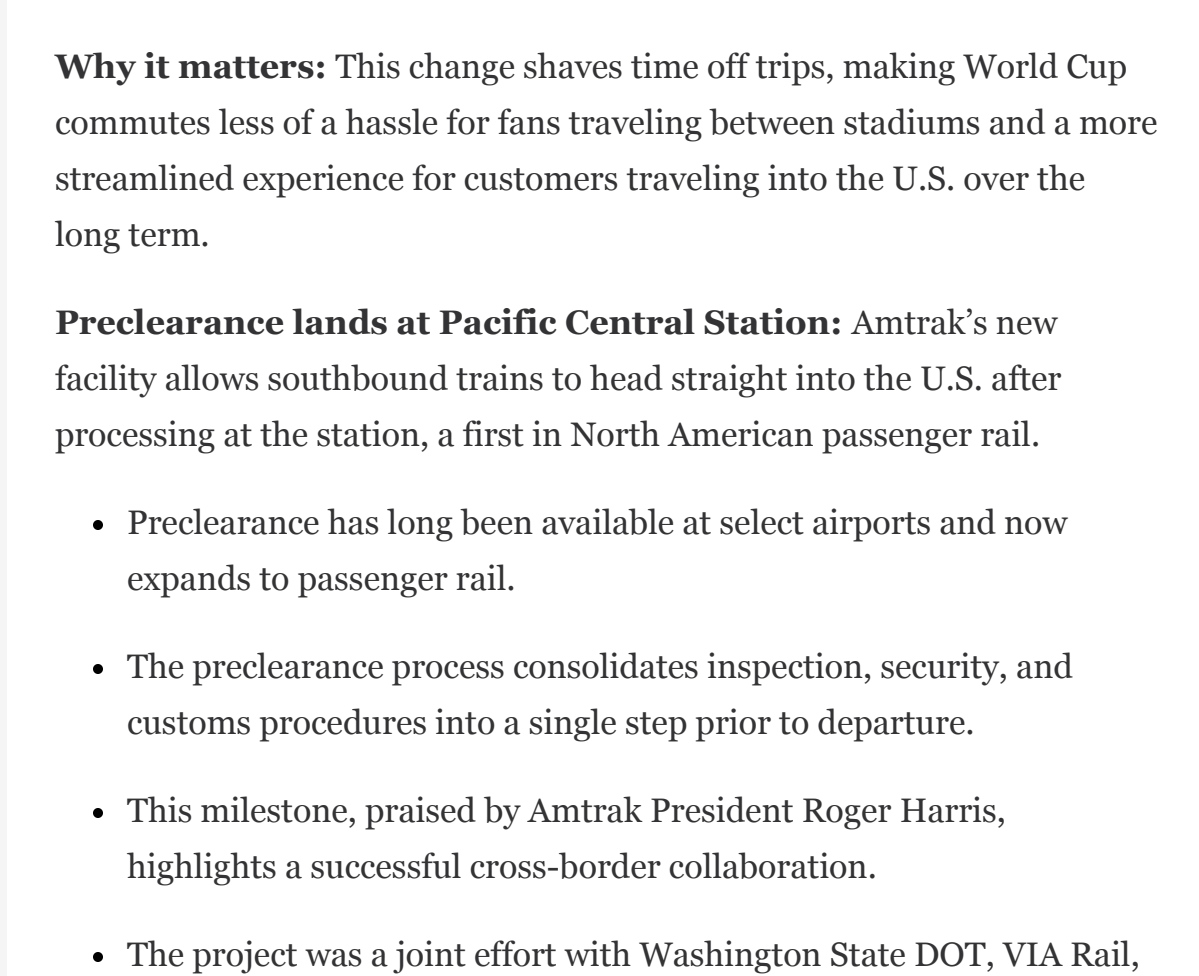 Why it matters: This change shaves time off trips, making World Cup
commutes less of a hassle for fans traveling between stadiums and a more
streamlined experience for customers traveling into the U.S. over the
long term.
Preclearance lands at Pacific Central Station: Amtrak’s new
facility allows southbound trains to head straight into the U.S. after
processing at the station, a first in North American passenger rail.
• Preclearance has long been available at select airports and now
expands to passenger rail.
• The preclearance process consolidates inspection, security, and
customs procedures into a single step prior to departure.
• This milestone, praised by Amtrak President Roger Harris,
highlights a successful cross-border collaboration.
• The project was a joint effort with Washington State DOT, VIA Rail,